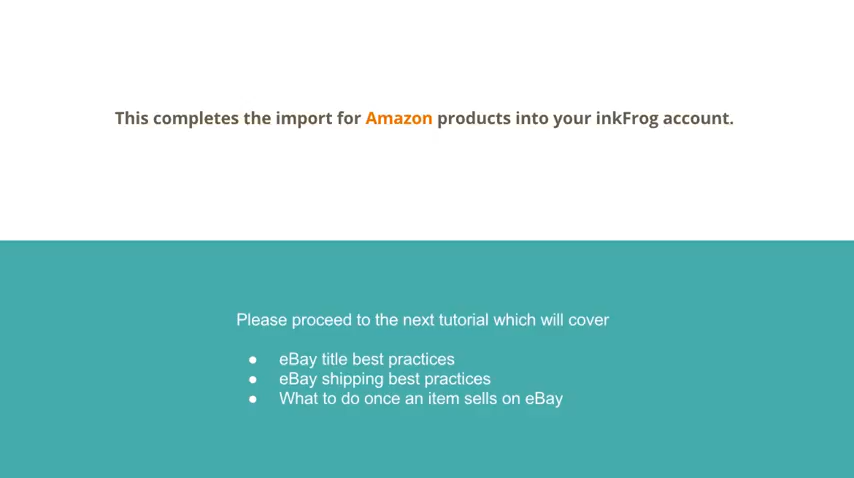 This completes the import for Amazon products into your inkFrog account.
Please proceed to the next tutorial which will cover
● eBay title best practices
● eBay shipping best practices
● What to do once an item sells on eBay